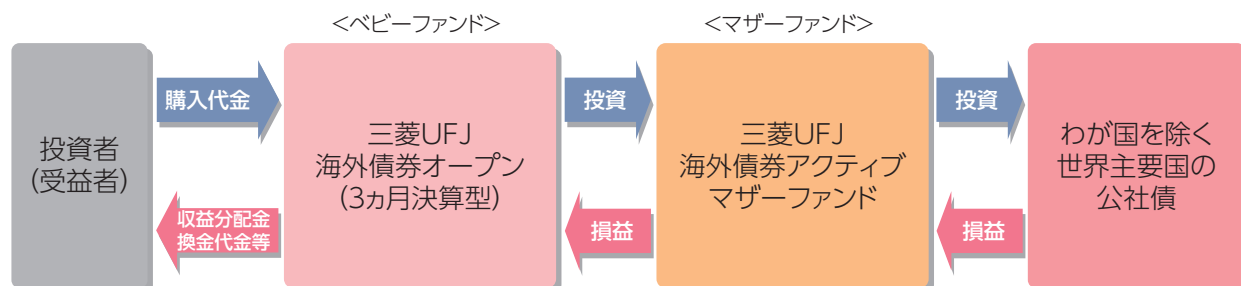 <ベビーファンド>
<マザーファンド>
投資者
(受益者)
購入代金
収益分配金
換金代金等
三菱UFJ
海外債券オープン
(3ヵ月決算型)
投資
損益
三菱UFJ
海外債券アクティブ
マザーファンド
投資
損益
わが国を除く
世界主要国の
公社債